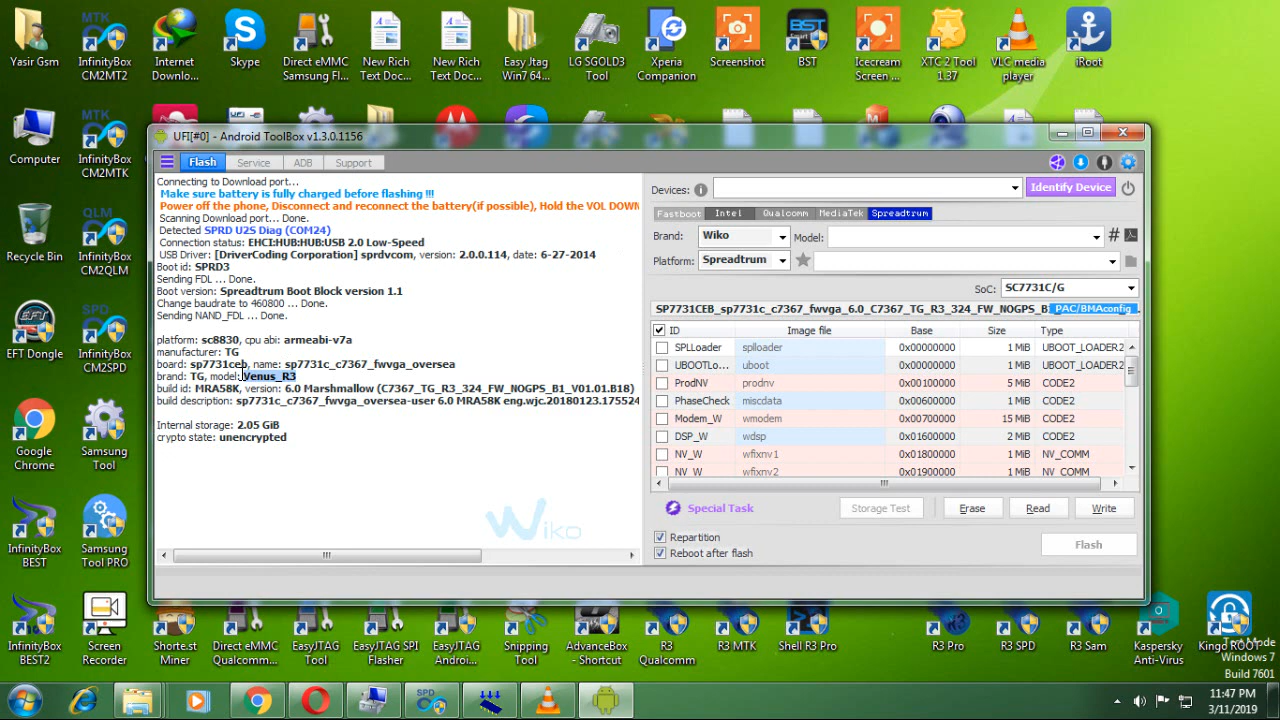 Yasir Gsm
InfinityBox CM2MT2
Internet Downlo...
Skype
Direct eMMC Samsung Fl...
New Rich Text Doc...
New Rich Text Doc...
Easy Jtag Win7 64...
LG SGOLD3 Tool
Xperia Companion
Screenshot
BST
Icecream Screen ...
XTC 2 Tool 1.37
VLC media player
iRoot
Computer
InfinityBox CM2MTK
Recycle Bin
InfinityBox CM2QLM
EFT Dongle
InfinityBox CM2SPD
Google Chrome
Samsung Tool
InfinityBox BEST
Samsung Tool PRO
InfinityBox BEST2
Screen Recorder
UFI[#0] - Android ToolBox v1.3.0.1156
Flash Service ADB Support
Connecting to Download port...
Make sure battery is fully charged before flashing !!!
Power off the phone, Disconnect and reconnect the battery(if possible), Hold the VOL DOWN
Scanning Download port... Done.
Detected SPRD U2S Diag (COM24)
Connection status: EHCI:HUB:HUB:USB 2.0 Low-Speed
USB Driver: [DriverCoding Corporation] sprdvcom, version: 2.0.0.114, date: 6-27-2014
Boot id: SPRD3
Sending FDL ... Done.
Boot version: Spreadtrum Boot Block version 1.1
Change baudrate to 460800 ... Done.
Sending NAND_FDL ... Done.
platform: sc8830, cpu abi: armeabi-v7a
manufacturer: TG
board: sp7731ceb, name: sp7731c_c7367_fwvga_oversea
brand: TG, model: Venus_R3
build id: MRA58K, version: 6.0 Marshmallow (C7367_TG_R3_324_FW_NOGPS_B1_V01.01.B18)
build description: sp7731c_c7367_fwvga_oversea-user 6.0 MRA58K eng.wjc.20180123.175524
Internal storage: 2.05 GiB
crypto state: unencrypted
Wiko
Devices: Identify Device
Fastboot Intel Qualcomm MediaTek Spreadtrum
Brand: Wiko Model: #
Platform: Spreadtrum
SoC: SC7731C/G
SP7731CEB_sp7731c_c7367_fwvga_6.0_C7367_TG_R3_324_FW_NOGPS_B1 PAC/BMAconfig
ID Image file Base Size Type
SPLLoader sploader 0x00000000 1 MiB UBOOT_LOADER2
UBOOTLo... uboot 0x00000000 1 MiB UBOOT_LOADER2
ProdNV prodnv 0x00100000 5 MiB CODE2
PhaseCheck miscdata 0x00600000 1 MiB CODE2
Modem_W wmodem 0x00700000 15 MiB CODE2
DSP_W wdsp 0x01600000 2 MiB CODE2
NV_W wfixnv1 0x01800000 1 MiB NV_COMM
NV_W wfixnv2 0x01900000 1 MiB NV_COMM
Special Task Storage Test Erase Read Write
Repartition
Reboot after flash
Flash
Shorte.st Miner
Direct eMMC Qualcomm...
EasyJTAG Tool
EasyJTAG SPI Flasher
EasyJTAG Androi...
Snipping Tool
AdvanceBox - Shortcut
R3 Qualcomm
R3 MTK
Shell R3 Pro
R3 Pro
R3 SPD
R3 Sam
Kaspersky Anti-Virus
Kingo ROOT
Test Mode
Windows 7
Build 7601
11:47 PM
3/11/2019